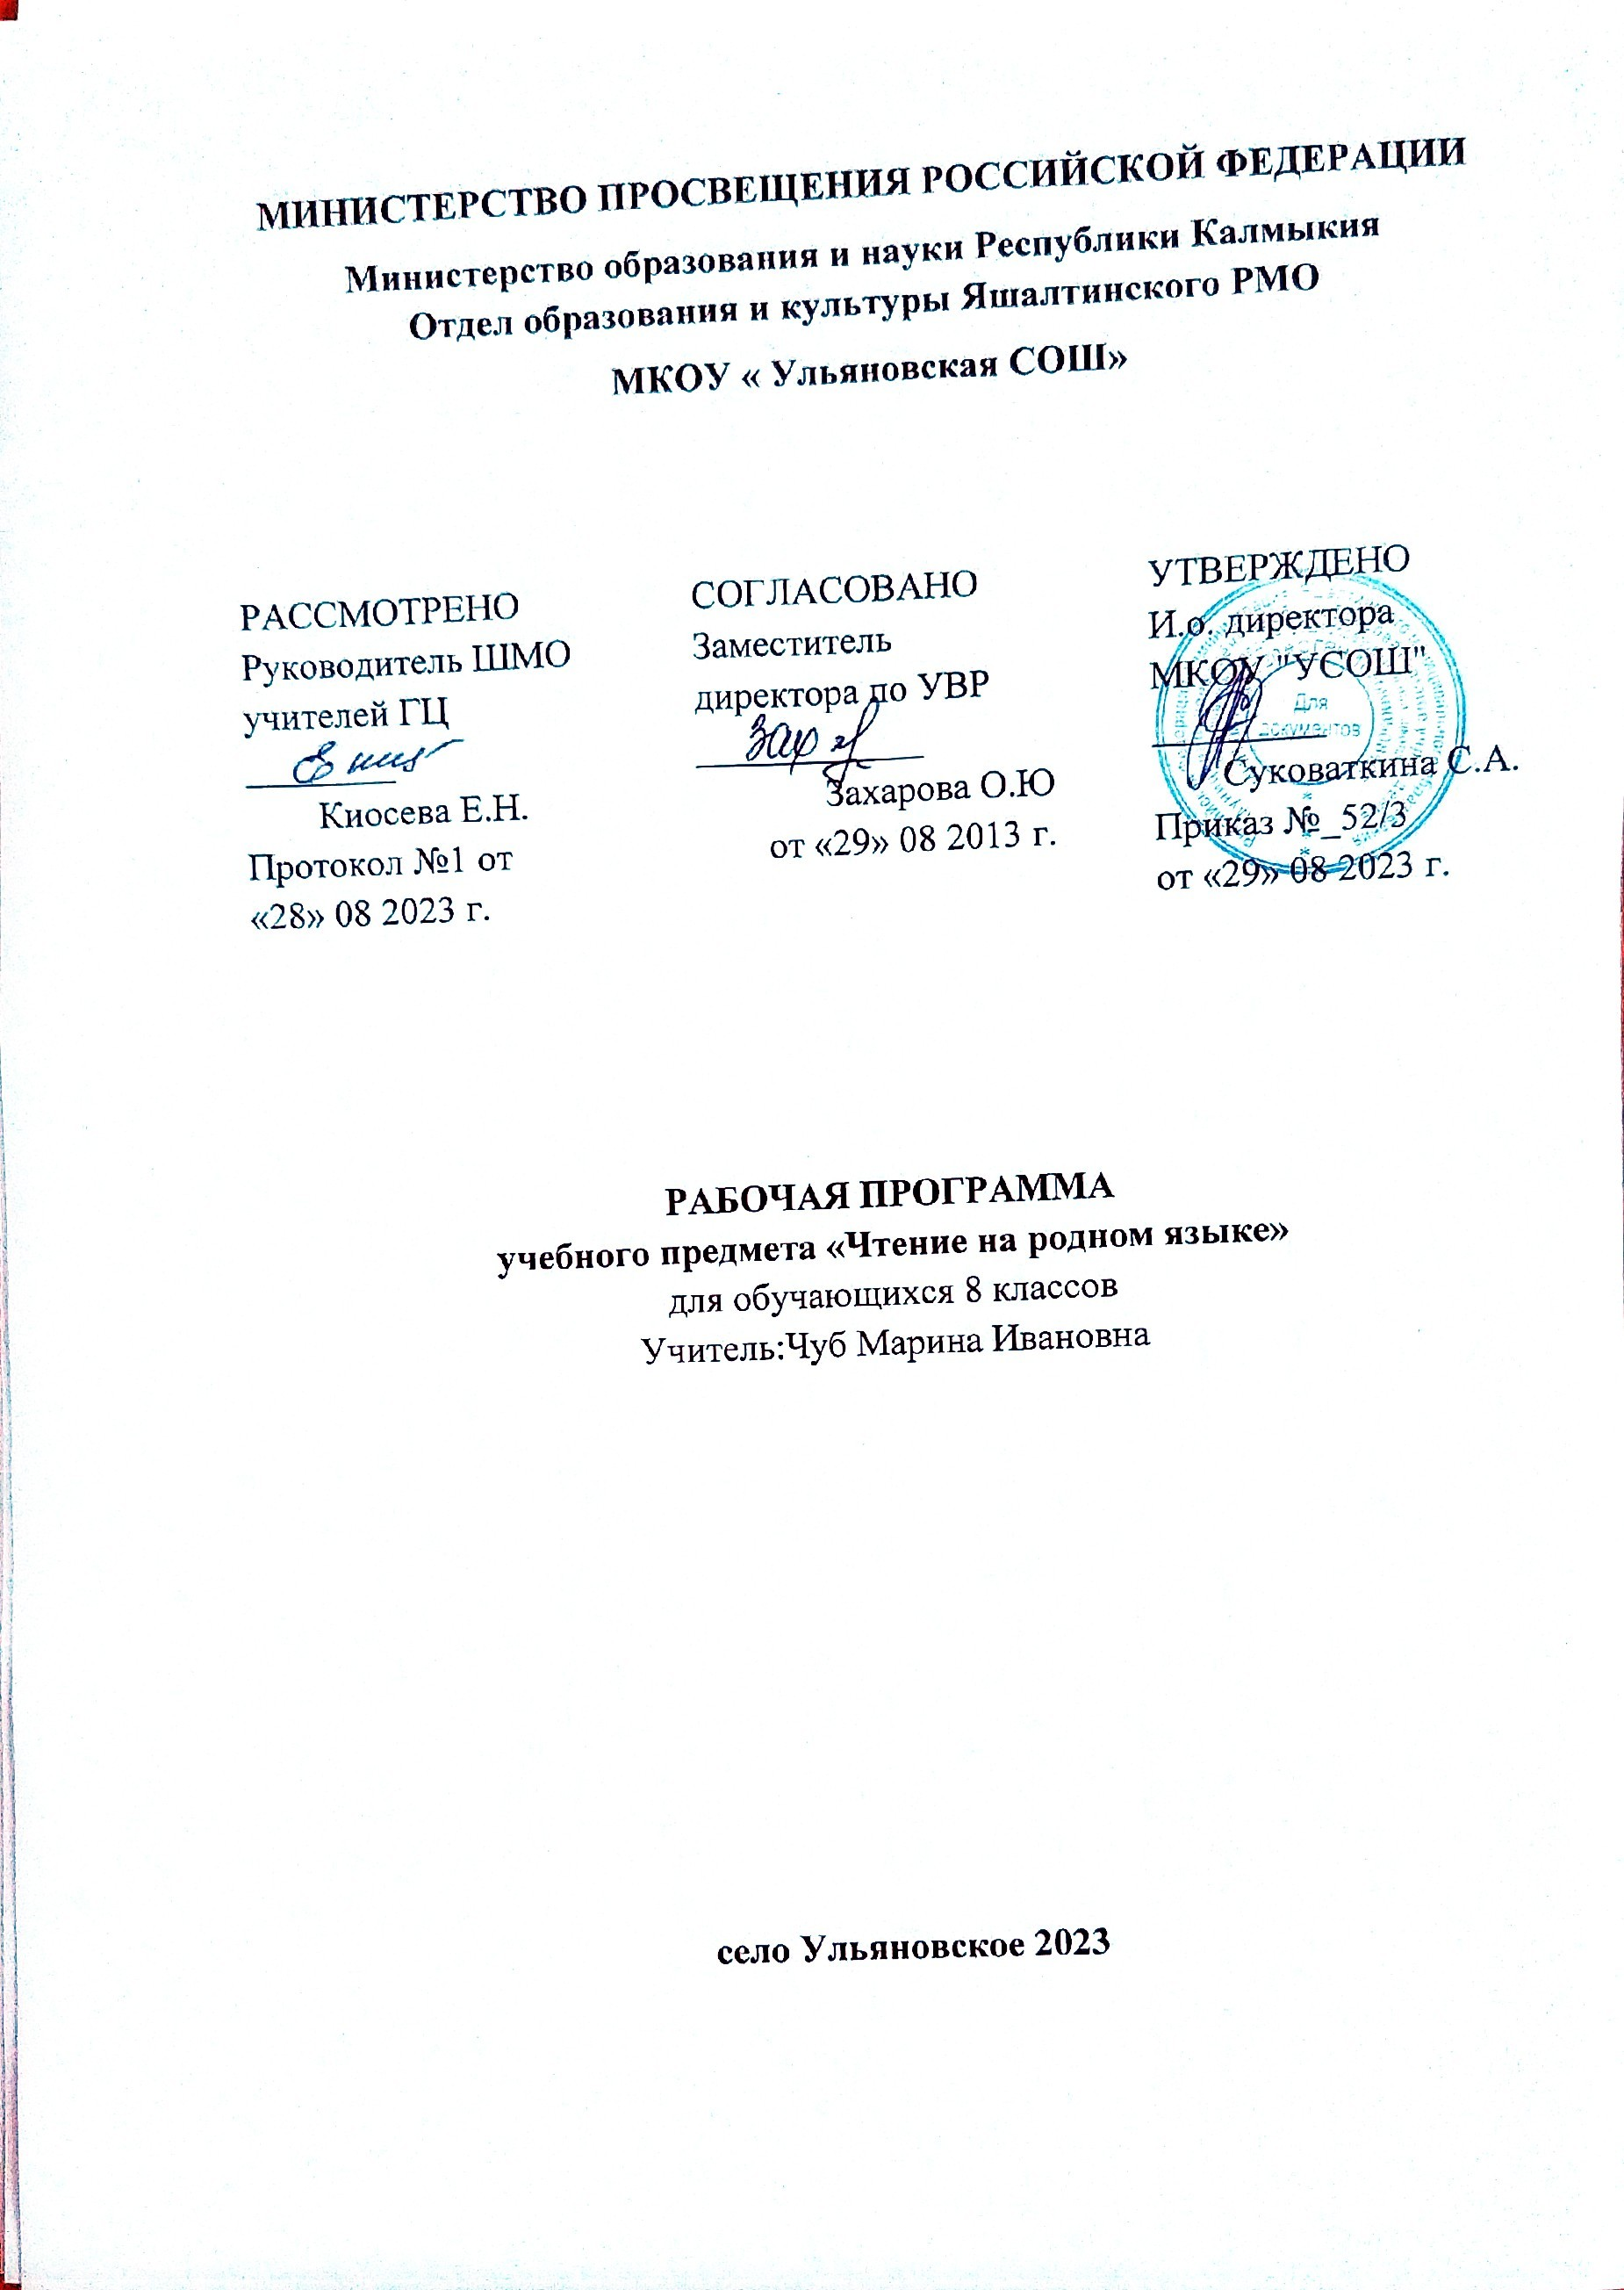 МИНИСТЕРСТВО ПРОСВЕЩЕНИЯ РОССИЙСКОЙ ФЕДЕРАЦИИ
Министерство образования и науки Республики Калмыкия
Отдел образования и культуры Яшалтинского РМО
МКОУ « Ульяновская СОШ»
РАССМОТРЕНО
Руководитель ШМО
учителей ГЦ
Киосева Е.Н.
Протокол №1 от
«28» 08 2023 г.
СОГЛАСОВАНО
Заместитель
директора по УВР
Захарова О.Ю
от «29» 08 2013 г.
УТВЕРЖДЕНО
И.о. директора
МКОУ "УСОШ"
Для
документов
Суковаткина С.А.
Приказ №_52/3
от «29» 08 2023 г.
РАБОЧАЯ ПРОГРАММА
учебного предмета «Чтение на родном языке»
для обучающихся 8 классов
Учитель:Чуб Марина Ивановна
село Ульяновское 2023